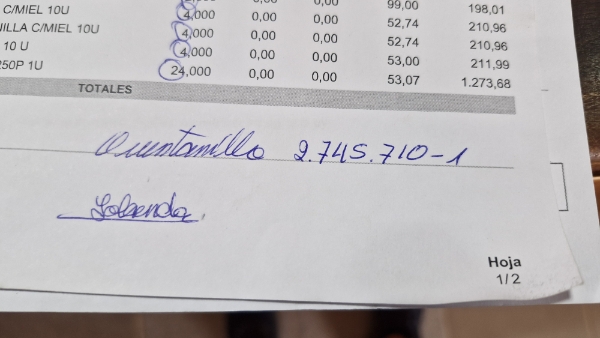 C/MIEL 10U 4,000 0,00 0,00 99,00 198,01
ILLA C/MIEL 10U 4,000 0,00 0,00 52,74 210,96
10 U 4,000 0,00 0,00 52,74 210,96
250P 1U 24,000 0,00 0,00 53,00 211,99
53,07 1.273,68
TOTALES
Quintanilla 2.745.710-1
Hoja
1/2